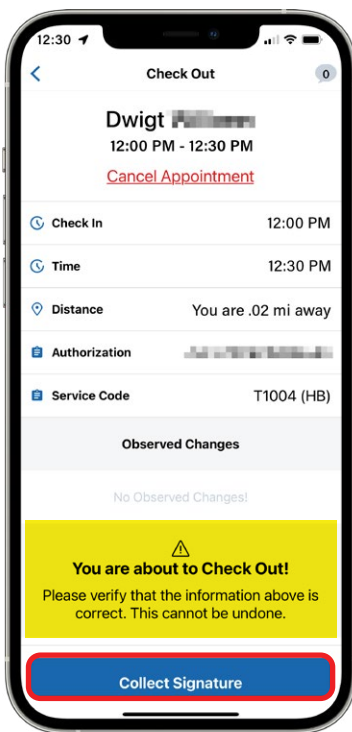 12:30
Check Out
0
Dwigt
12:00 PM - 12:30 PM
Cancel Appointment
Check In 12:00 PM
Time 12:30 PM
Distance You are .02 mi away
Authorization
Service Code T1004 (HB)
Observed Changes
No Observed Changes!
You are about to Check Out!
Please verify that the information above is
correct. This cannot be undone.
Collect Signature